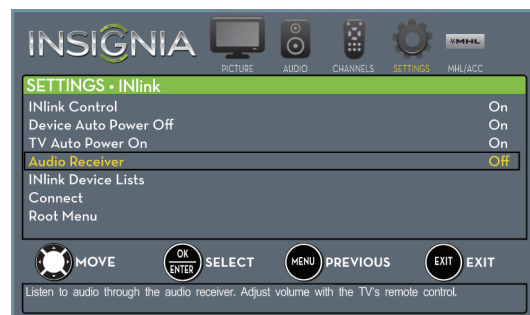 INSIGNIA
PICTURE AUDIO CHANNELS SETTINGS MHL/ACC
MHL
SETTINGS • INlink
INlink Control On
Device Auto Power Off On
TV Auto Power On On
Audio Receiver Off
INlink Device Lists
Connect
Root Menu
MOVE OK ENTER SELECT MENU PREVIOUS EXIT EXIT
Listen to audio through the audio receiver. Adjust volume with the TV's remote control.